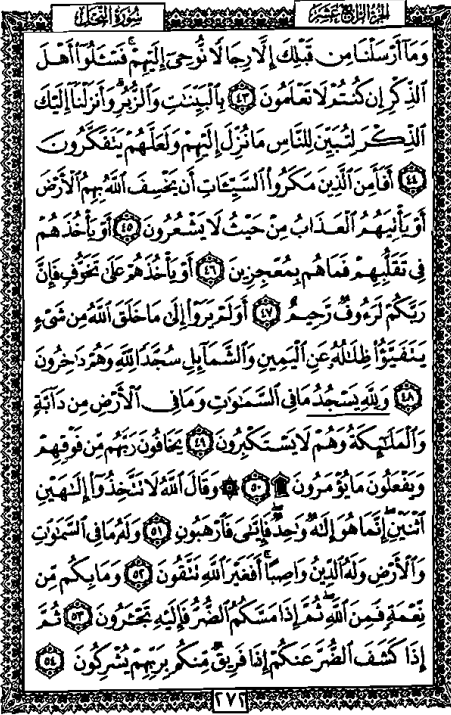 الجزء الرابع عشر سورة النحل
وَمَآ أَرْسَلْنَا مِن قَبْلِكَ إِلَّا رِجَالًا نُّوحِىٓ إِلَيْهِمْ ۚ فَسْـَٔلُوٓا۟ أَهْلَ
ٱلذِّكْرِ إِن كُنتُمْ لَا تَعْلَمُونَ ٤٣ بِٱلْبَيِّنَـٰتِ وَٱلزُّبُرِ ۗ وَأَنزَلْنَآ إِلَيْكَ
ٱلذِّكْرَ لِتُبَيِّنَ لِلنَّاسِ مَا نُزِّلَ إِلَيْهِمْ وَلَعَلَّهُمْ يَتَفَكَّرُونَ
٤٤ أَفَأَمِنَ ٱلَّذِينَ مَكَرُوا۟ ٱلسَّيِّـَٔاتِ أَن يَخْسِفَ ٱللَّهُ بِهِمُ ٱلْأَرْضَ
أَوْ يَأْتِيَهُمُ ٱلْعَذَابُ مِنْ حَيْثُ لَا يَشْعُرُونَ ٤٥ أَوْ يَأْخُذَهُمْ
فِى تَقَلُّبِهِمْ فَمَا هُم بِمُعْجِزِينَ ٤٦ أَوْ يَأْخُذَهُمْ عَلَىٰ تَخَوُّفٍ فَإِنَّ
رَبَّكُمْ لَرَءُوفٌ رَّحِيمٌ ٤٧ أَوَلَمْ يَرَوْا۟ إِلَىٰ مَا خَلَقَ ٱللَّهُ مِن شَىْءٍ
يَتَفَيَّؤُا۟ ظِلَـٰلُهُۥ عَنِ ٱلْيَمِينِ وَٱلشَّمَآئِلِ سُجَّدًا لِّلَّهِ وَهُمْ دَٰخِرُونَ
٤٨ وَلِلَّهِ يَسْجُدُ مَا فِى ٱلسَّمَـٰوَٰتِ وَمَا فِى ٱلْأَرْضِ مِن دَآبَّةٍ
وَٱلْمَلَـٰٓئِكَةُ وَهُمْ لَا يَسْتَكْبِرُونَ ٤٩ يَخَافُونَ رَبَّهُم مِّن فَوْقِهِمْ
وَيَفْعَلُونَ مَا يُؤْمَرُونَ ۩ ٥٠ ۞ وَقَالَ ٱللَّهُ لَا تَتَّخِذُوٓا۟ إِلَـٰهَيْنِ
ٱثْنَيْنِ ۖ إِنَّمَا هُوَ إِلَـٰهٌ وَٰحِدٌ ۖ فَإِيَّـٰىَ فَٱرْهَبُونِ ٥١ وَلَهُۥ مَا فِى ٱلسَّمَـٰوَٰتِ
وَٱلْأَرْضِ وَلَهُ ٱلدِّينُ وَاصِبًا ۚ أَفَغَيْرَ ٱللَّهِ تَتَّقُونَ ٥٢ وَمَا بِكُم مِّن
نِّعْمَةٍ فَمِنَ ٱللَّهِ ۖ ثُمَّ إِذَا مَسَّكُمُ ٱلضُّرُّ فَإِلَيْهِ تَجْـَٔرُونَ ٥٣ ثُمَّ
إِذَا كَشَفَ ٱلضُّرَّ عَنكُمْ إِذَا فَرِيقٌ مِّنكُم بِرَبِّهِمْ يُشْرِكُونَ ٥٤
٢٧٢